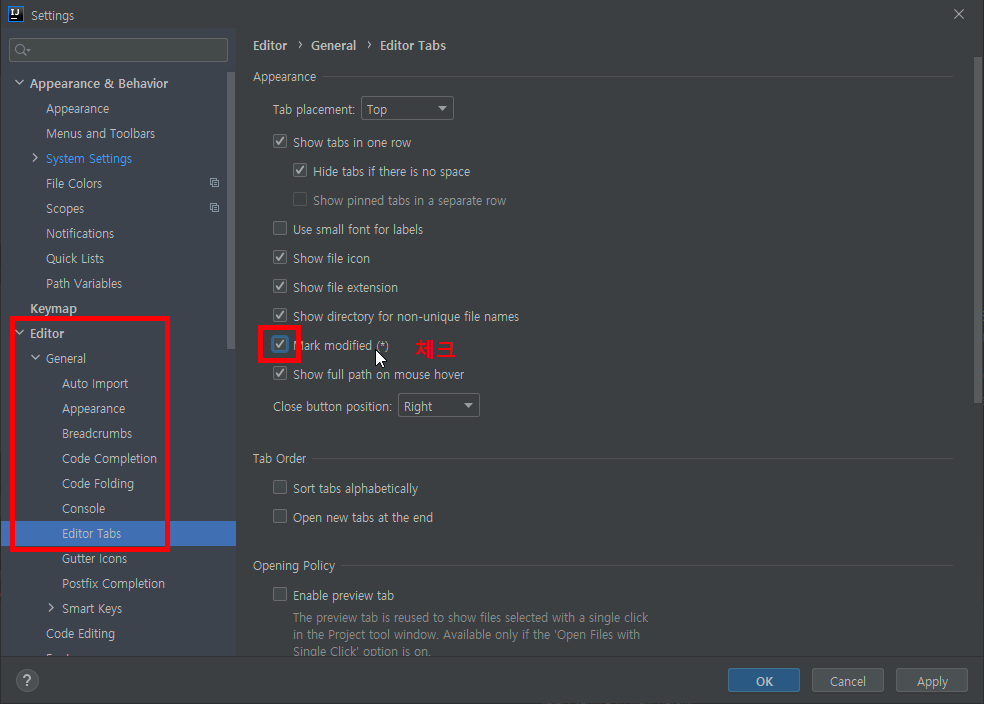 IJ Settings
Appearance & Behavior
Appearance
Menus and Toolbars
System Settings
File Colors
Scopes
Notifications
Quick Lists
Path Variables
Keymap
Editor
General
Auto Import
Appearance
Breadcrumbs
Code Completion
Code Folding
Console
Editor Tabs
Gutter Icons
Postfix Completion
Smart Keys
Code Editing
Editor › General › Editor Tabs
Appearance
Tab placement: Top
Show tabs in one row
Hide tabs if there is no space
Show pinned tabs in a separate row
Use small font for labels
Show file icon
Show file extension
Show directory for non-unique file names
Mark modified (*) 체크
Show full path on mouse hover
Close button position: Right
Tab Order
Sort tabs alphabetically
Open new tabs at the end
Opening Policy
Enable preview tab
The preview tab is reused to show files selected with a single click
in the Project tool window. Available only if the 'Open Files with
Single Click' option is on.
? OK Cancel Apply